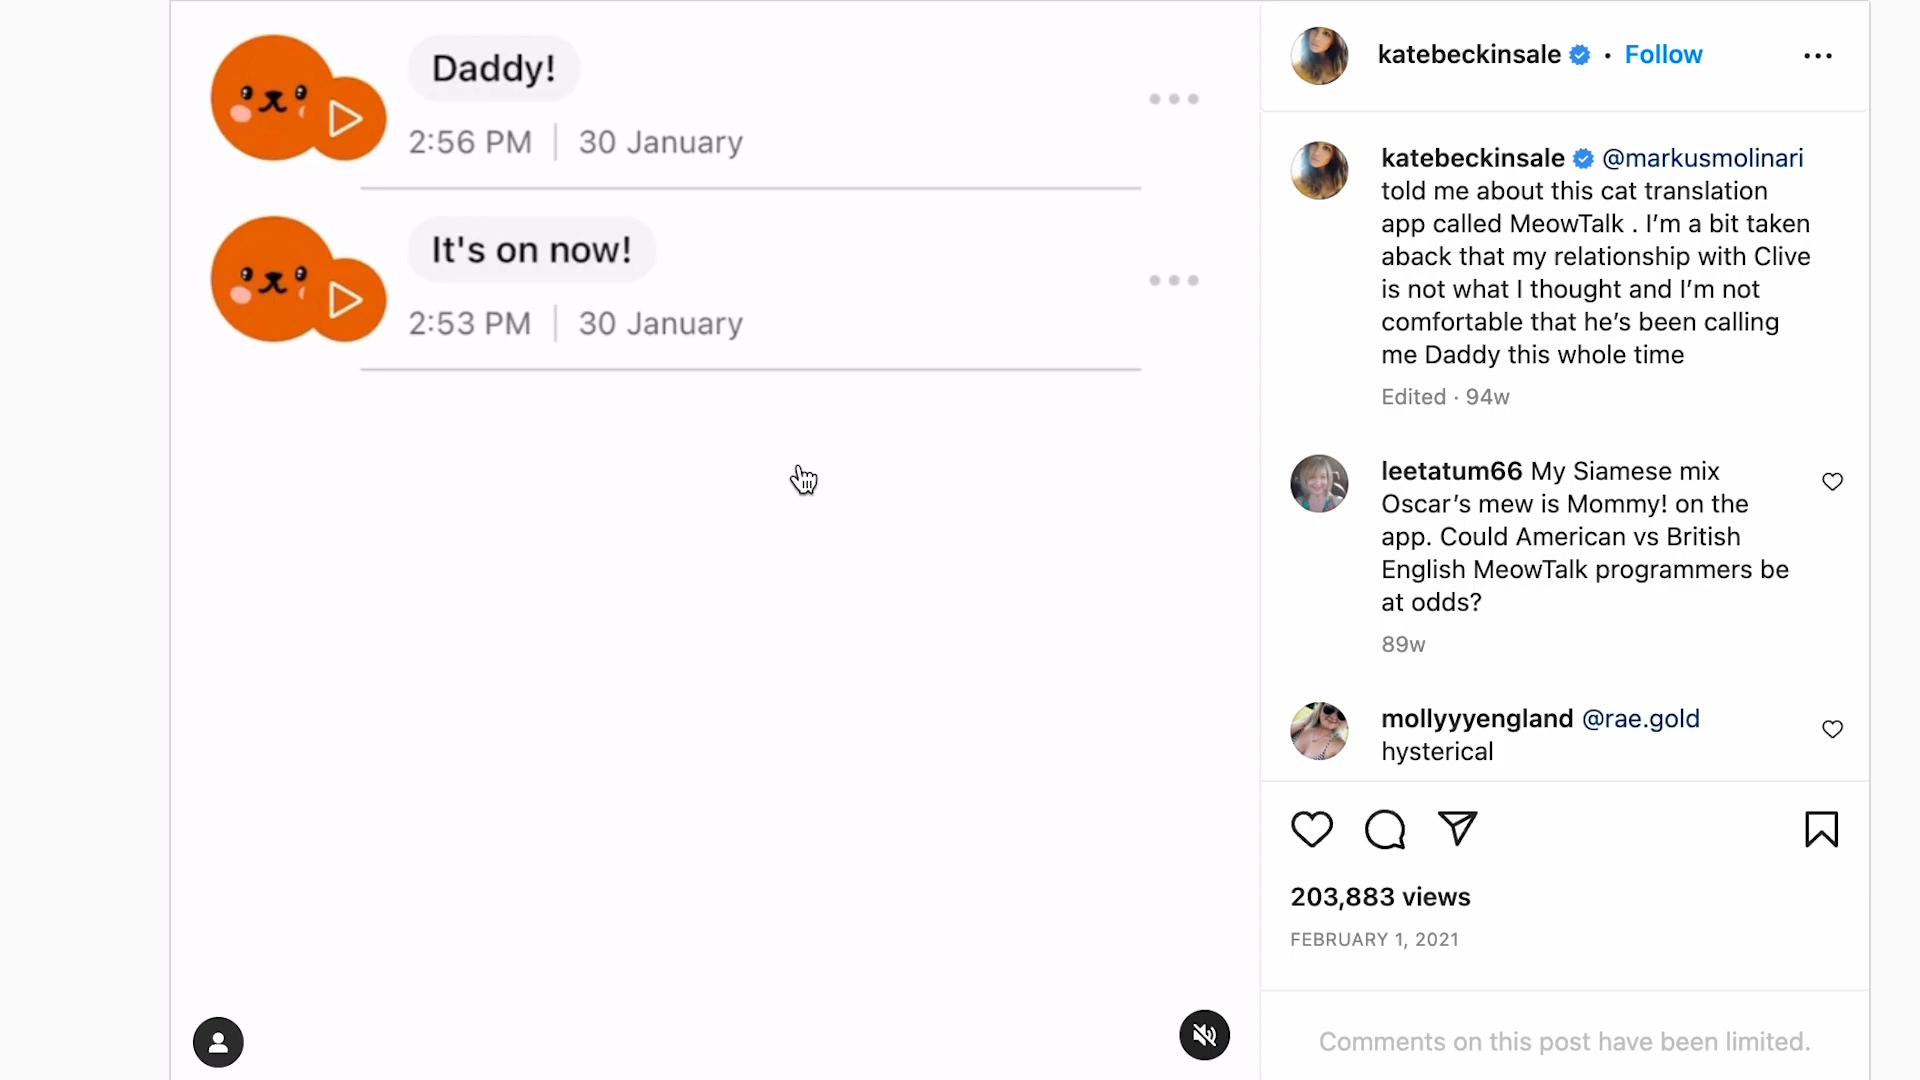 Daddy!
2:56 PM | 30 January
It's on now!
2:53 PM | 30 January
katebeckinsale • Follow
katebeckinsale @markusmolinari
told me about this cat translation
app called MeowTalk . I’m a bit taken
aback that my relationship with Clive
is not what I thought and I’m not
comfortable that he’s been calling
me Daddy this whole time
Edited · 94w
leetatum66 My Siamese mix
Oscar’s mew is Mommy! on the
app. Could American vs British
English MeowTalk programmers be
at odds?
89w
mollyyyengland @rae.gold
hysterical
203,883 views
FEBRUARY 1, 2021
Comments on this post have been limited.